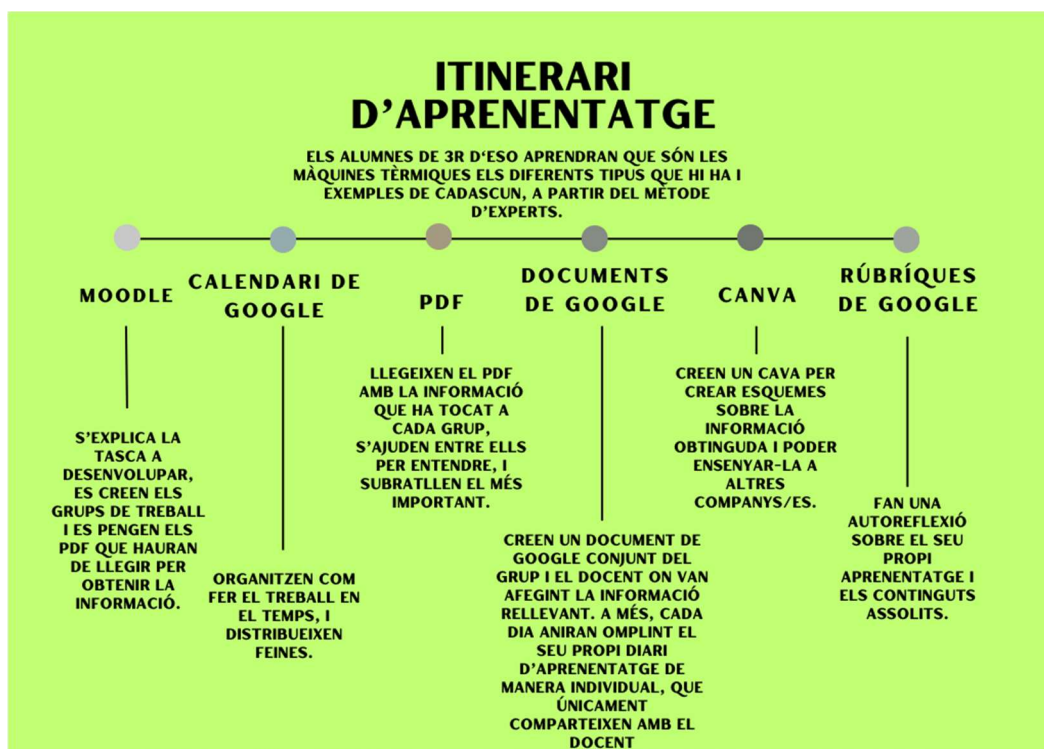 ITINERARI
D'APRENENTATGE
ELS ALUMNES DE 3R D'ESO APRENDRAN QUE SÓN LES
MÀQUINES TÈRMIQUES ELS DIFERENTS TIPUS QUE HI HA I
EXEMPLES DE CADASCUN, A PARTIR DEL MÈTODE
D'EXPERTS.
MOODLE
S'EXPLICA LA
TASCA A
DESENVOLUPAR,
ES CREEN ELS
GRUPS DE TREBALL
I ES PENGEN ELS
PDF QUE HAURAN
DE LLEGIR PER
OBTENIR LA
INFORMACIÓ.
CALENDARI DE
GOOGLE
ORGANITZEN COM
FER EL TREBALL EN
EL TEMPS, I
DISTRIBUEIXEN
FEINES.
PDF
LLEGEIXEN EL PDF
AMB LA INFORMACIÓ
QUE HA TOCAT A
CADA GRUP,
S'AJUDEN ENTRE ELLS
PER ENTENDRE, I
SUBRATLLEN EL MÉS
IMPORTANT.
DOCUMENTS
DE GOOGLE
CREEN UN DOCUMENT DE
GOOGLE CONJUNT DEL
GRUP I EL DOCENT ON VAN
AFEGINT LA INFORMACIÓ
RELLEVANT. A MÉS, CADA
DIA ANIRAN OMPLINT EL
SEU PROPI DIARI
D'APRENENTATGE DE
MANERA INDIVIDUAL, QUE
ÚNICAMENT
COMPARTEIXEN AMB EL
DOCENT
CANVA
CREEN UN CAVA PER
CREAR ESQUEMES
SOBRE LA
INFORMACIÓ
OBTINGUDA I PODER
ENSENYAR-LA A
ALTRES
COMPANYS/ES.
RÚBRÍQUES
DE GOOGLE
FAN UNA
AUTOREFLEXIÓ
SOBRE EL SEU
PROPI
APRENENTATGE I
ELS CONTINGUTS
ASSOLITS.